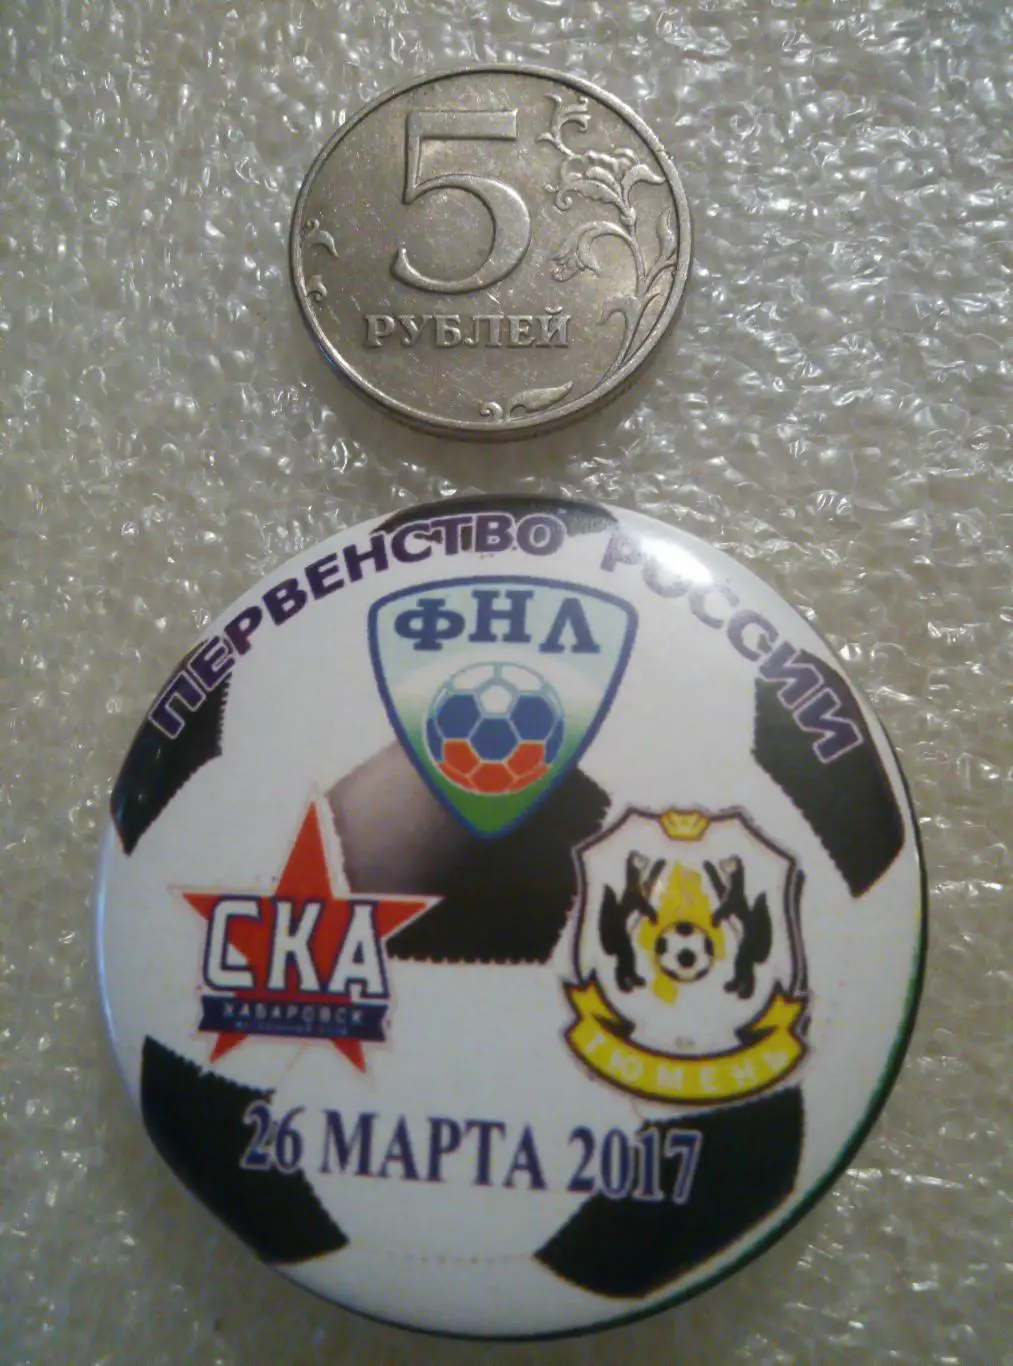 5
РУБЛЕЙ
ПЕРВЕНСТВО РОССИИ
ФНЛ
СКА
ХАБАРОВСК
ТЮМЕНЬ
26 МАРТА 2017